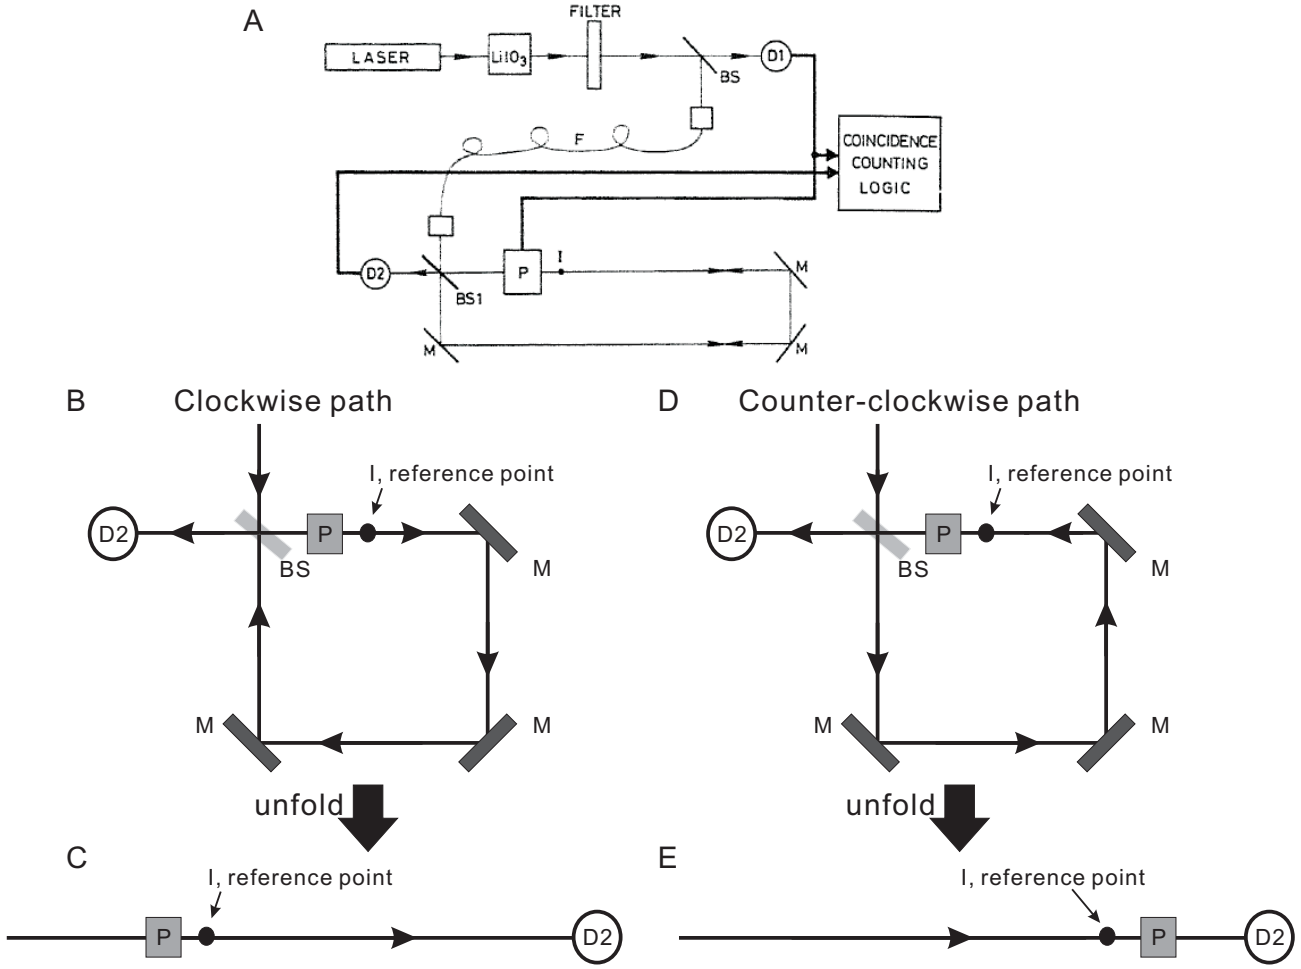 A
FILTER
LASER
LiIO3
BS
D1
F
COINCIDENCE
COUNTING
LOGIC
D2
BS1
P
I
M
M
M
B
Clockwise path
I, reference point
D2
P
BS
M
M
M
unfold
C
I, reference point
P
D2
D
Counter-clockwise path
I, reference point
D2
P
BS
M
M
M
unfold
E
I, reference point
P
D2